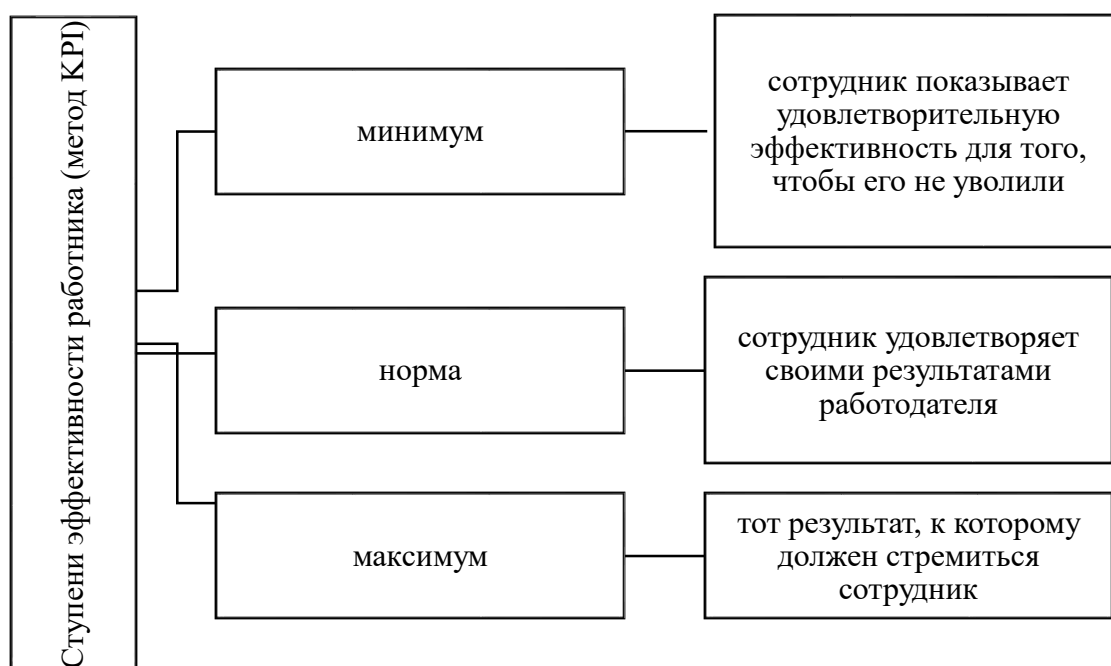 Ступени эффективности работника (метод KPI)
минимум
сотрудник показывает
удовлетворительную
эффективность для того,
чтобы его не уволили
норма
сотрудник удовлетворяет
своими результатами
работодателя
максимум
тот результат, к которому
должен стремиться
сотрудник